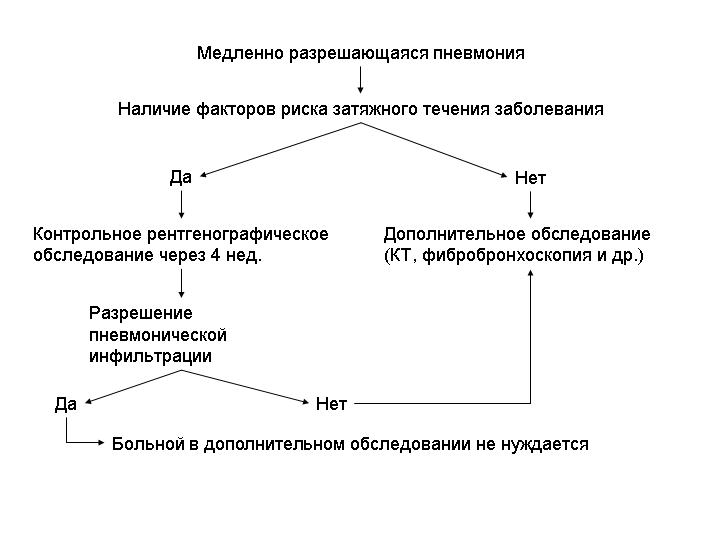 Медленно разрешающаяся пневмония
Наличие факторов риска затяжного течения заболевания
Да
Нет
Контрольное рентгенографическое
обследование через 4 нед.
Дополнительное обследование
(КТ, фибробронхоскопия и др.)
Разрешение
пневмонической
инфильтрации
Да
Нет
Больной в дополнительном обследовании не нуждается